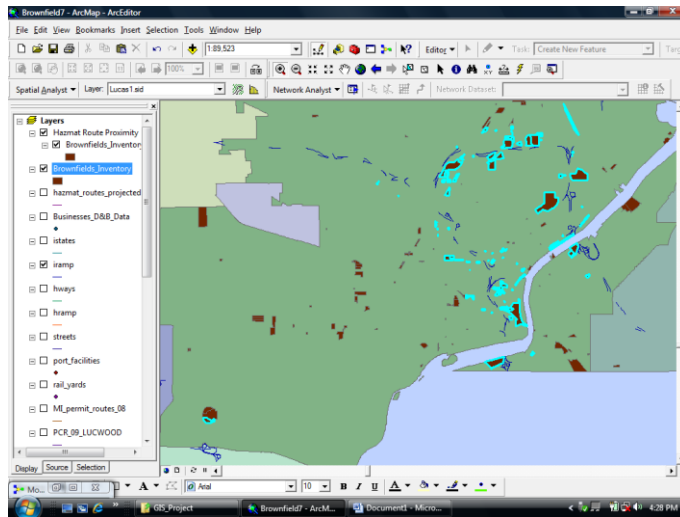 Brownfield7 - ArcMap - ArcEditor
File Edit View Bookmarks Insert Selection Tools Window Help
1:89,523 Editor Task: Create New Feature
100%
Spatial Analyst Layer: Lucas1.sid Network Analyst Network Dataset:
Layers
Hazmat Route Proximity
Brownfields_Inventory
Brownfields_Inventory
hazmat_routes_projected
Businesses_D&B_Data
istates
iramp
hways
hramp
streets
port_facilities
rail_yards
MI_permit_routes_08
PCR_09_LUCWOOD
Display Source Selection
Mo... A Arial 10 B I U A
GIS_Project Brownfield7 - ArcM... Document1 - Micro... 4:28 PM